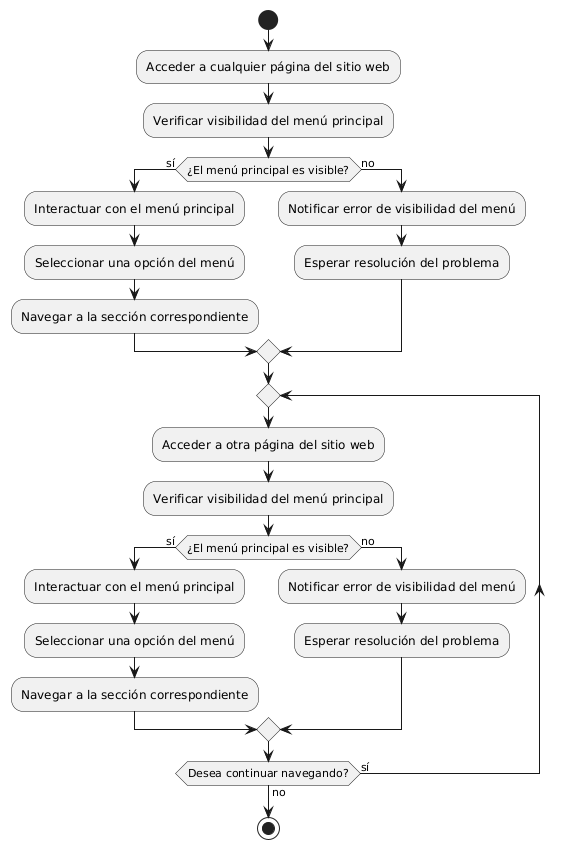 Acceder a cualquier página del sitio web
Verificar visibilidad del menú principal
sí
¿El menú principal es visible?
no
Interactuar con el menú principal
Notificar error de visibilidad del menú
Seleccionar una opción del menú
Esperar resolución del problema
Navegar a la sección correspondiente
Acceder a otra página del sitio web
Verificar visibilidad del menú principal
sí
¿El menú principal es visible?
no
Interactuar con el menú principal
Notificar error de visibilidad del menú
Seleccionar una opción del menú
Esperar resolución del problema
Navegar a la sección correspondiente
Desea continuar navegando?
sí
no